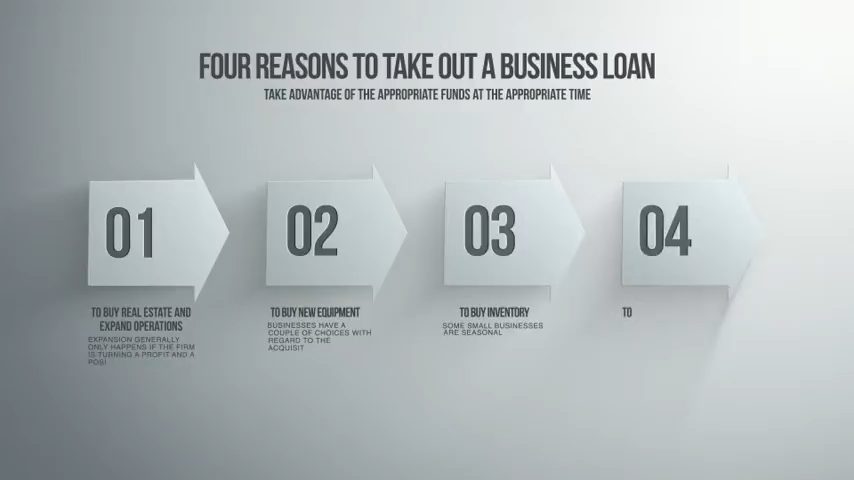 FOUR REASONS TO TAKE OUT A BUSINESS LOAN
TAKE ADVANTAGE OF THE APPROPRIATE FUNDS AT THE APPROPRIATE TIME
01
TO BUY REAL ESTATE AND
EXPAND OPERATIONS
EXPANSION GENERALLY
ONLY HAPPENS IF THE FIRM
IS TURNING A PROFIT AND A
POSI
02
TO BUY NEW EQUIPMENT
BUSINESSES HAVE A
COUPLE OF CHOICES WITH
REGARD TO THE
ACQUISIT
03
TO BUY INVENTORY
SOME SMALL BUSINESSES
ARE SEASONAL
04
TO